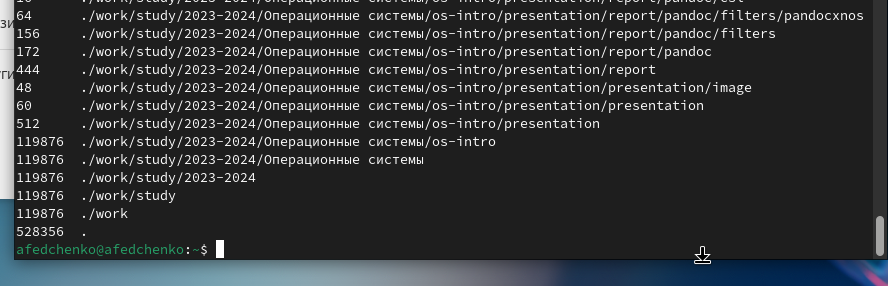 64 ./work/study/2023-2024/Операционные системы/os-intro/presentation/report/pandoc/filters/pandocxnos
156 ./work/study/2023-2024/Операционные системы/os-intro/presentation/report/pandoc/filters
172 ./work/study/2023-2024/Операционные системы/os-intro/presentation/report/pandoc
444 ./work/study/2023-2024/Операционные системы/os-intro/presentation/report
48 ./work/study/2023-2024/Операционные системы/os-intro/presentation/presentation/image
60 ./work/study/2023-2024/Операционные системы/os-intro/presentation/presentation
512 ./work/study/2023-2024/Операционные системы/os-intro/presentation
119876 ./work/study/2023-2024/Операционные системы/os-intro
119876 ./work/study/2023-2024/Операционные системы
119876 ./work/study/2023-2024
119876 ./work/study
119876 ./work
528356 .
afedchenko@afedchenko:~$